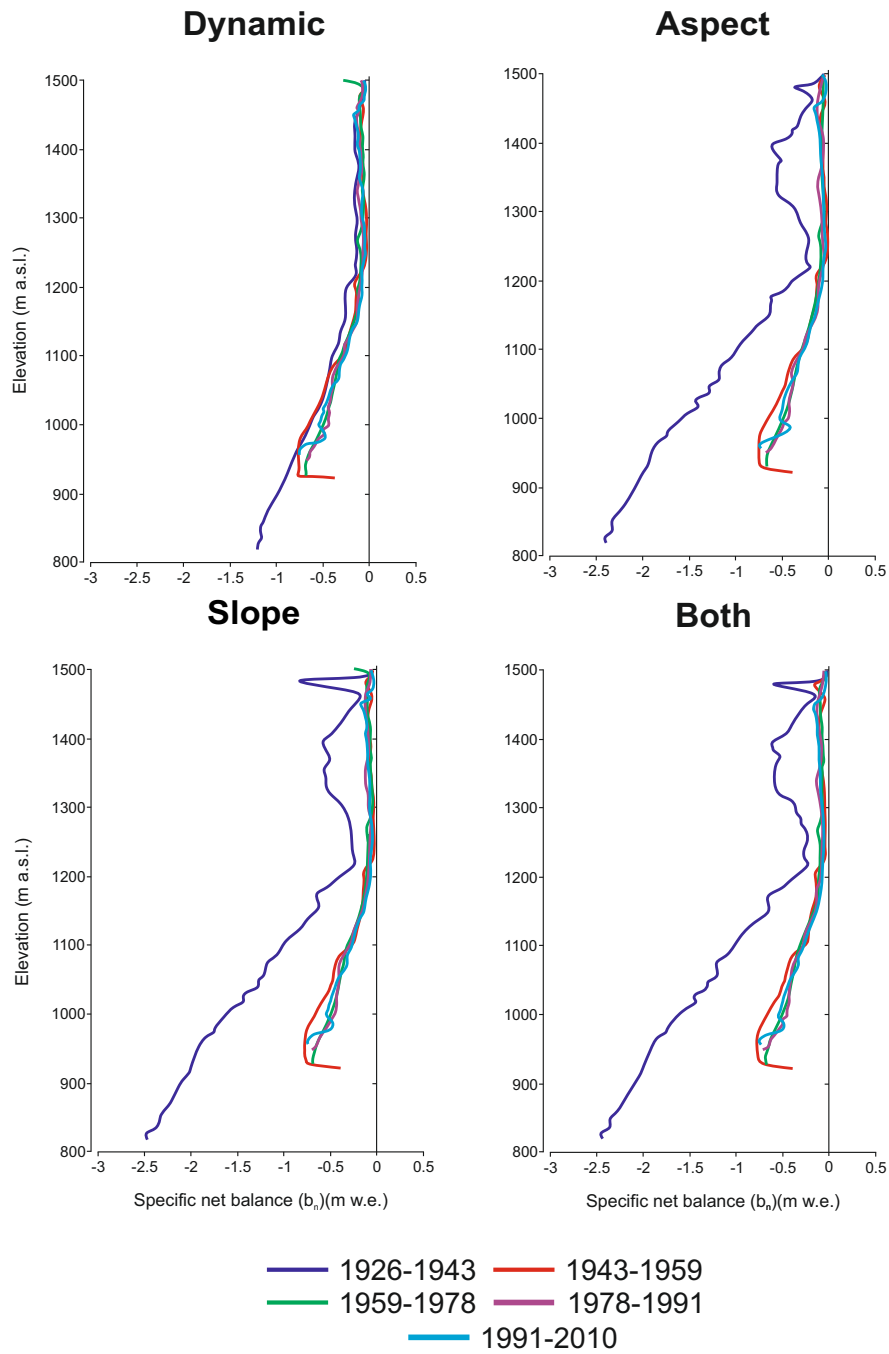 Dynamic
Aspect
1500
1400
1300
1200
1100
1000
900
800
Elevation (m a.s.l.)
-3 -2.5 -2 -1.5 -1 -0.5 0 0.5
1500
1400
1300
1200
1100
1000
900
800
-3 -2.5 -2 -1.5 -1 -0.5 0 0.5
Slope
Both
1500
1400
1300
1200
1100
1000
900
800
Elevation (m a.s.l.)
-3 -2.5 -2 -1.5 -1 -0.5 0 0.5
Specific net balance (bn)(m w.e.)
1500
1400
1300
1200
1100
1000
900
800
-3 -2.5 -2 -1.5 -1 -0.5 0 0.5
Specific net balance (bn)(m w.e.)
1926-1943 1943-1959
1959-1978 1978-1991
1991-2010